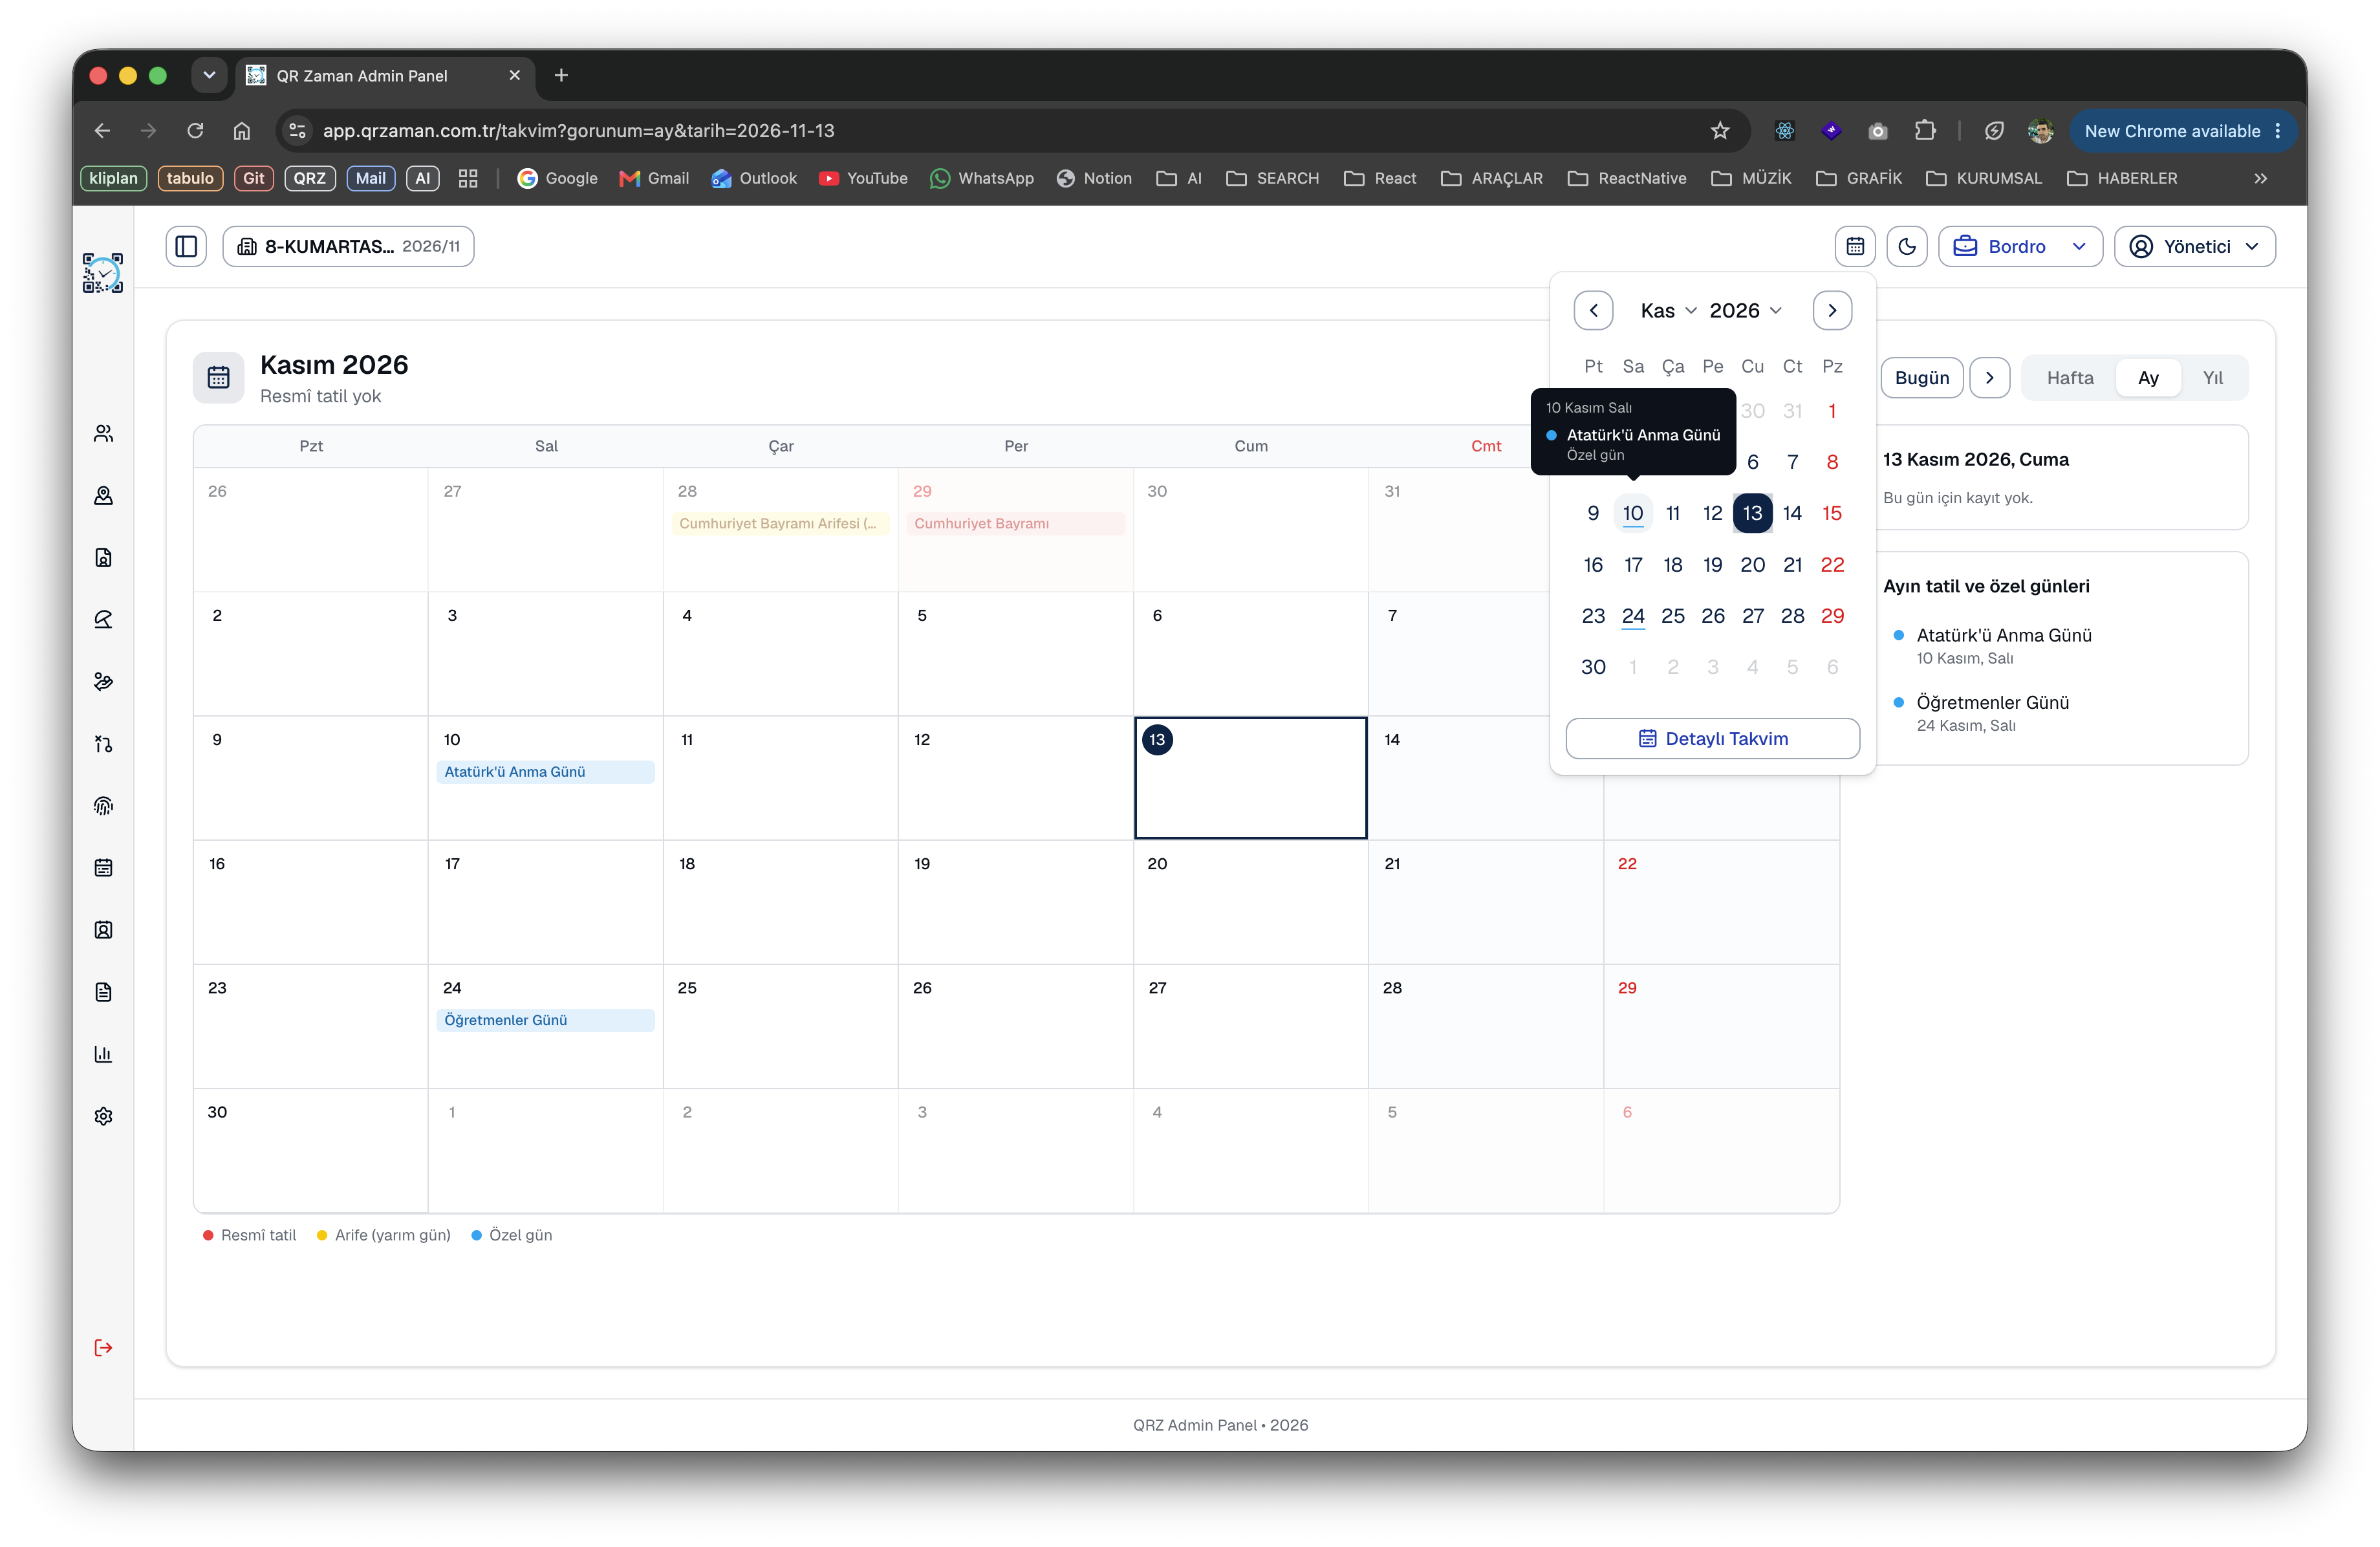 QR Zaman Admin Panel
app.qrzaman.com.tr/takvim?gorunum=ay&tarih=2026-11-13
New Chrome available
kliplan tabulo Git QRZ Mail AI Google Gmail Outlook YouTube WhatsApp Notion AI SEARCH React ARAÇLAR ReactNative MÜZİK GRAFİK KURUMSAL HABERLER
8-KUMARTAS... 2026/11
Bordro Yönetici
Kasım 2026
Resmî tatil yok
Bugün Hafta Ay Yıl
Pzt Sal Çar Per Cum Cmt
26 27 28 29 30 31
Cumhuriyet Bayramı Arifesi (... Cumhuriyet Bayramı
2 3 4 5 6 7
9 10 11 12 13 14
Atatürk'ü Anma Günü
16 17 18 19 20 21 22
23 24 25 26 27 28 29
Öğretmenler Günü
30 1 2 3 4 5 6
Resmî tatil Arife (yarım gün) Özel gün
Kas 2026
Pt Sa Ça Pe Cu Ct Pz
30 31 1
6 7 8
9 10 11 12 13 14 15
16 17 18 19 20 21 22
23 24 25 26 27 28 29
30 1 2 3 4 5 6
Detaylı Takvim
10 Kasım Salı
Atatürk'ü Anma Günü
Özel gün
13 Kasım 2026, Cuma
Bu gün için kayıt yok.
Ayın tatil ve özel günleri
Atatürk'ü Anma Günü
10 Kasım, Salı
Öğretmenler Günü
24 Kasım, Salı
QRZ Admin Panel • 2026